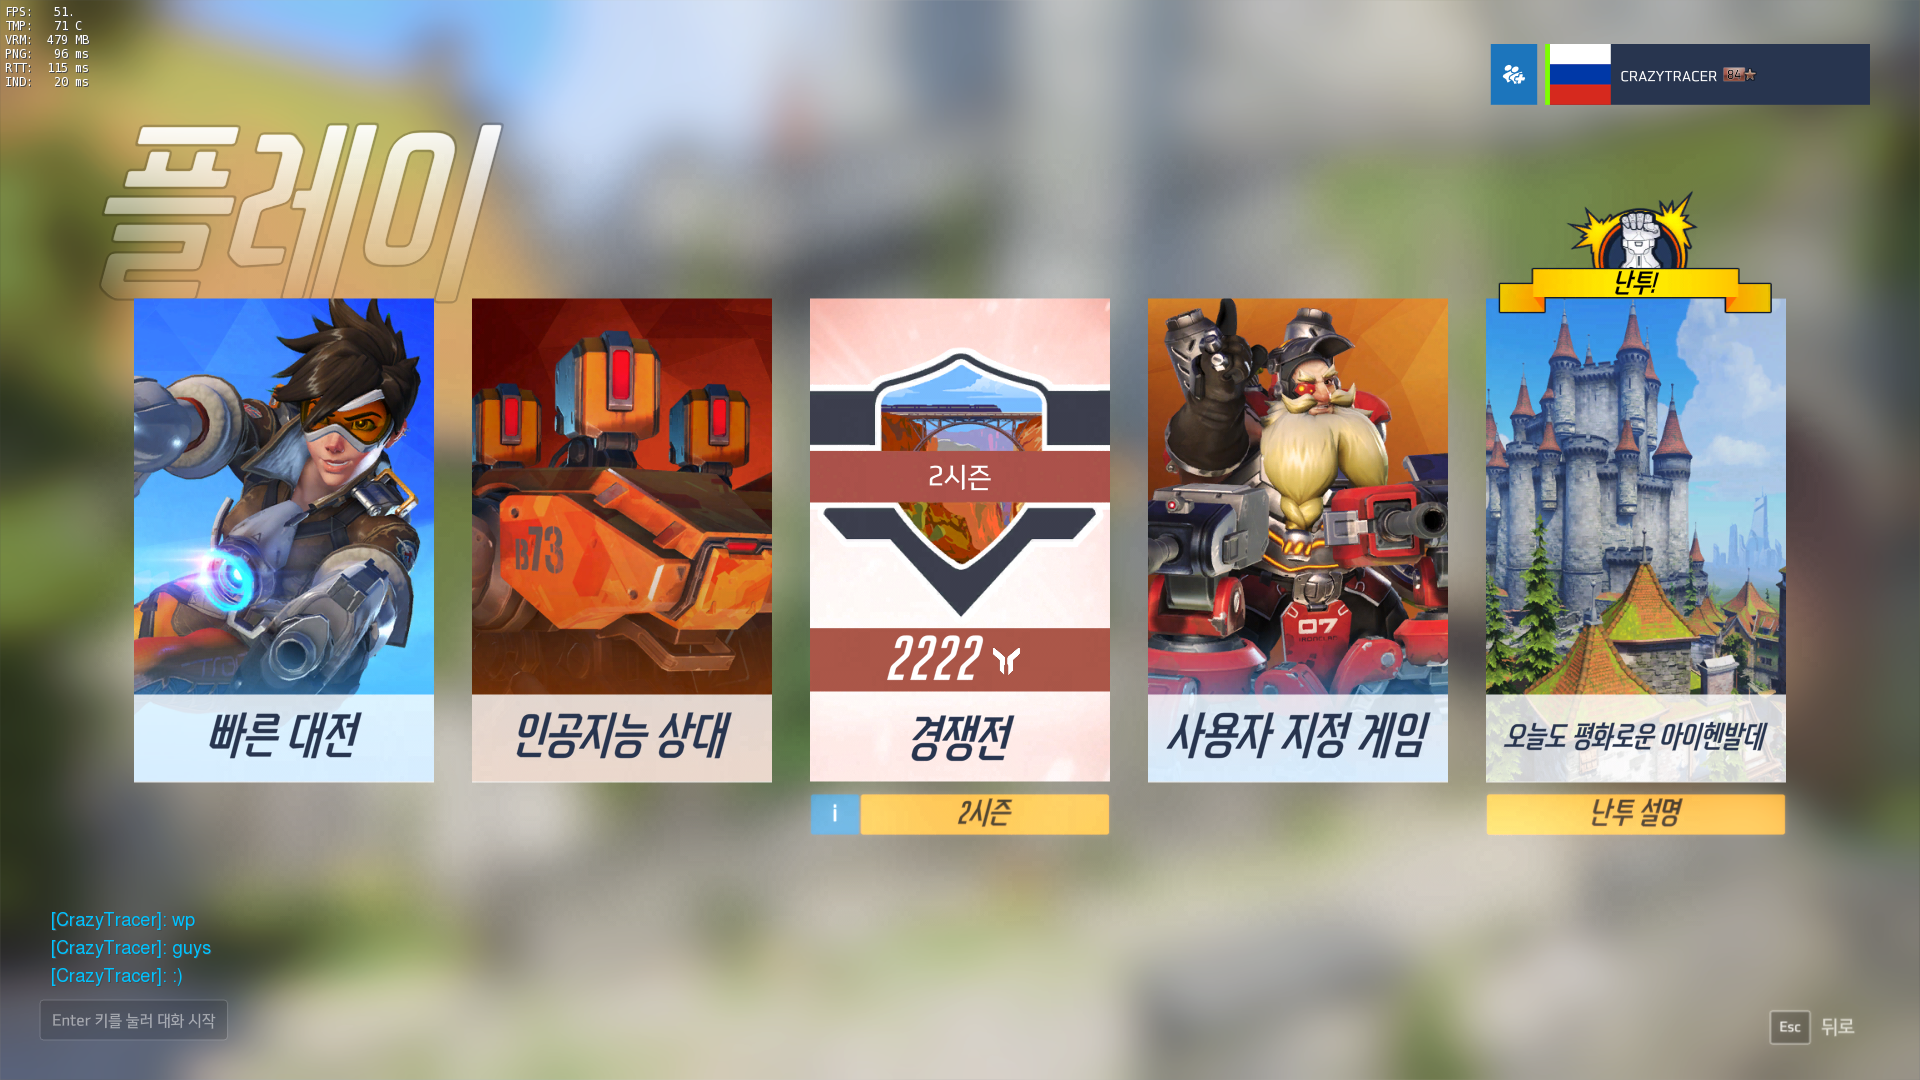 FPS: 51.
TMP: 71 C
VRM: 479 MB
PNG: 96 ms
RTT: 115 ms
IND: 20 ms
CRAZYTRACER 84
플레이
난투!
B73
2시즌
2222
07
빠른 대전
인공지능 상대
경쟁전
사용자 지정 게임
오늘도 평화로운 아이헨발데
i 2시즌
난투 설명
[CrazyTracer]: wp
[CrazyTracer]: guys
[CrazyTracer]: :)
Enter 키를 눌러 대화 시작
Esc 뒤로